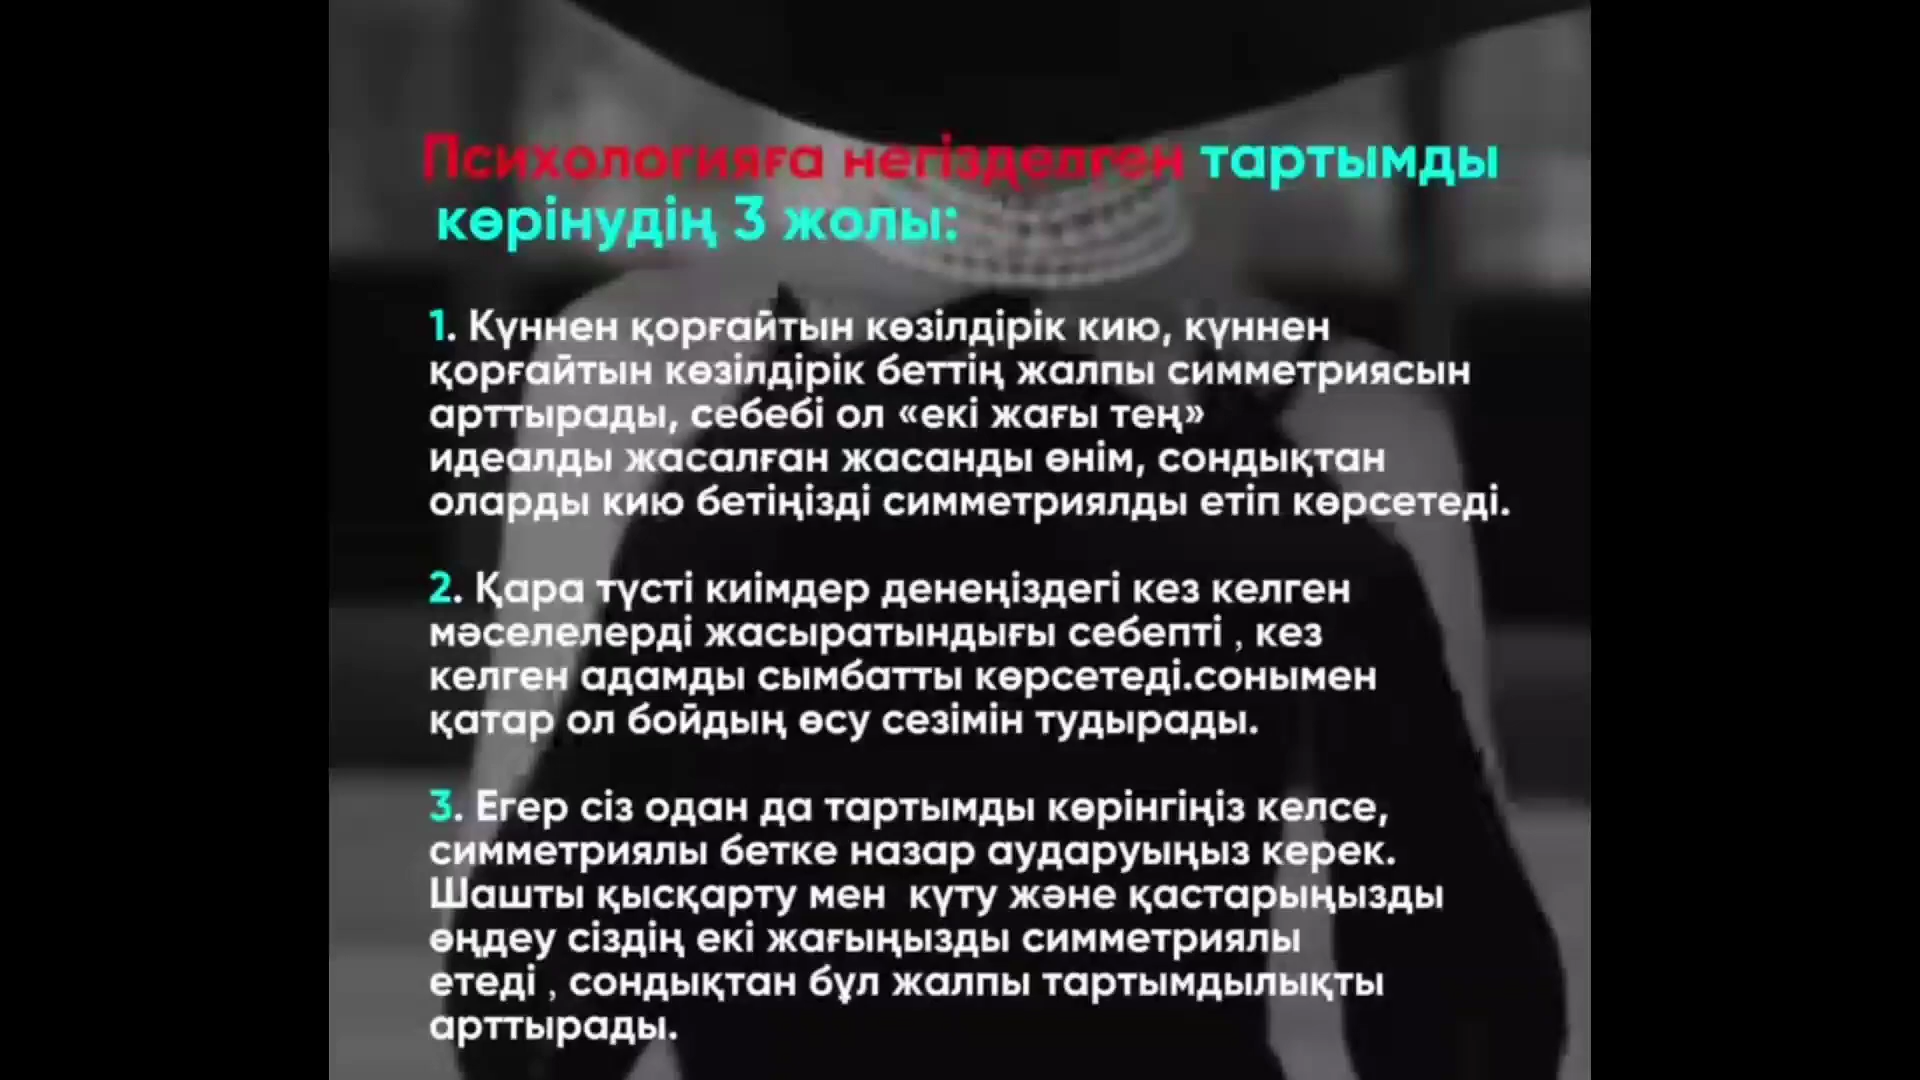 Психологияға негізделген тартымды
көрінудің 3 жолы:
1. Күннен қорғайтын көзілдірік кию, күннен
қорғайтын көзілдірік беттің жалпы симметриясын
арттырады, себебі ол «екі жағы тең»
идеалды жасалған жасанды өнім, сондықтан
оларды кию бетіңізді симметриялды етіп көрсетеді.
2. Қара түсті киімдер денеңіздегі кез келген
мәселелерді жасыратындығы себепті , кез
келген адамды сымбатты көрсетеді.сонымен
қатар ол бойдың өсу сезімін тудырады.
3. Егер сіз одан да тартымды көрінгіңіз келсе,
симметриялы бетке назар аударуыңыз керек.
Шашты қысқарту мен  күту және қастарыңызды
өңдеу сіздің екі жағыңызды симметриялы
етеді , сондықтан бұл жалпы тартымдылықты
арттырады.